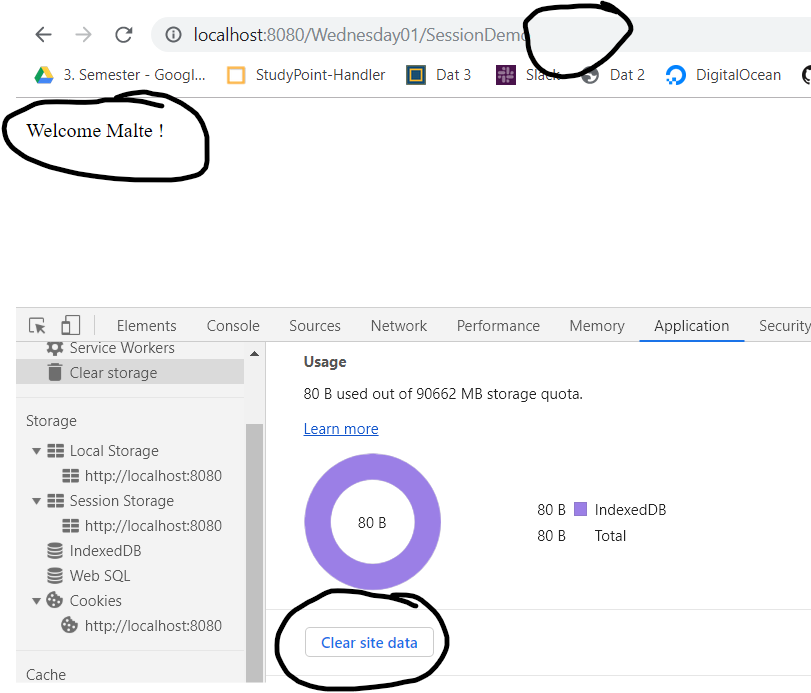 localhost:8080/Wednesday01/SessionDemo
3. Semester - Googl... StudyPoint-Handler Dat 3 Slack Dat 2 DigitalOcean
Welcome Malte !
Elements Console Sources Network Performance Memory Application Security
Service Workers
Clear storage
Storage
Local Storage
http://localhost:8080
Session Storage
http://localhost:8080
IndexedDB
Web SQL
Cookies
http://localhost:8080
Cache
Usage
80 B used out of 90662 MB storage quota.
Learn more
80 B
80 B IndexedDB
80 B Total
Clear site data